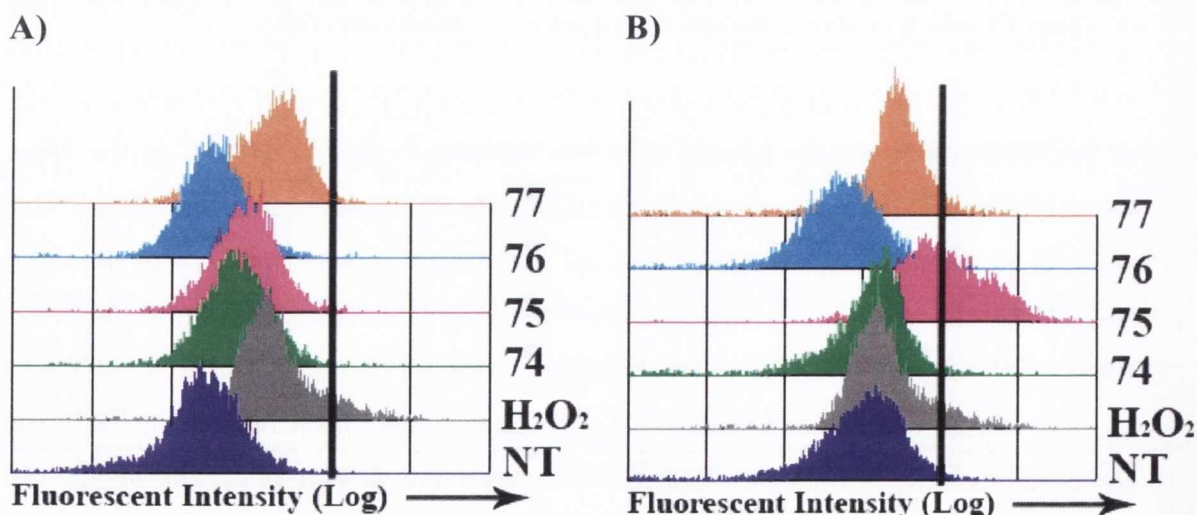 A)
77
76
75
74
H₂O₂
NT
Fluorescent Intensity (Log)
B)
77
76
75
74
H₂O₂
NT
Fluorescent Intensity (Log)